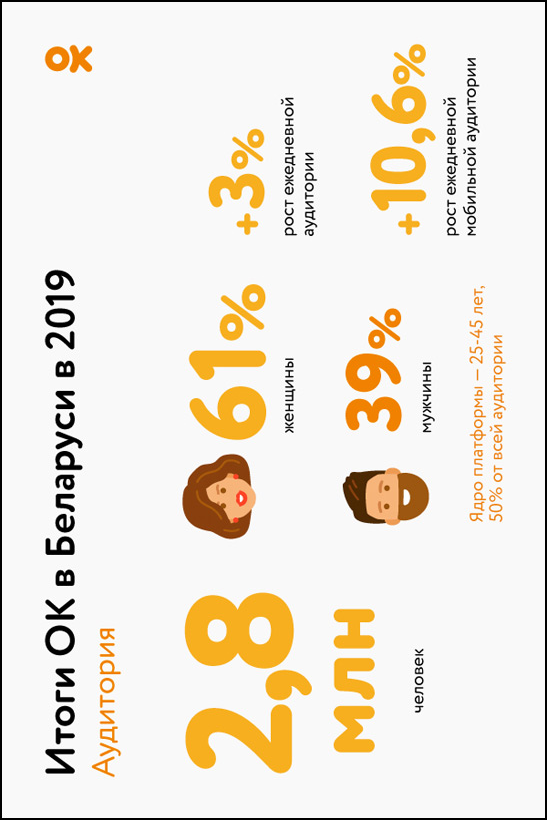 Итоги ОК в Беларуси в 2019
Аудитория
2,8
млн
человек
61%
женщины
39%
мужчины
Ядро платформы — 25-45 лет,
50% от всей аудитории
+3%
рост ежедневной
аудитории
+10,6%
рост ежедневной
мобильной аудитории